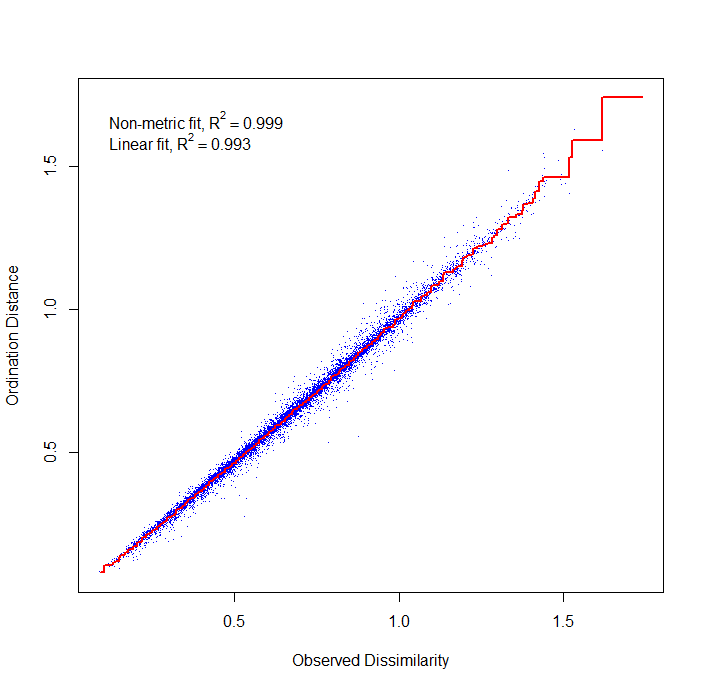 Non-metric fit, R² = 0.999
Linear fit, R² = 0.993
1.5
1.0
0.5
Ordination Distance
0.5 1.0 1.5
Observed Dissimilarity